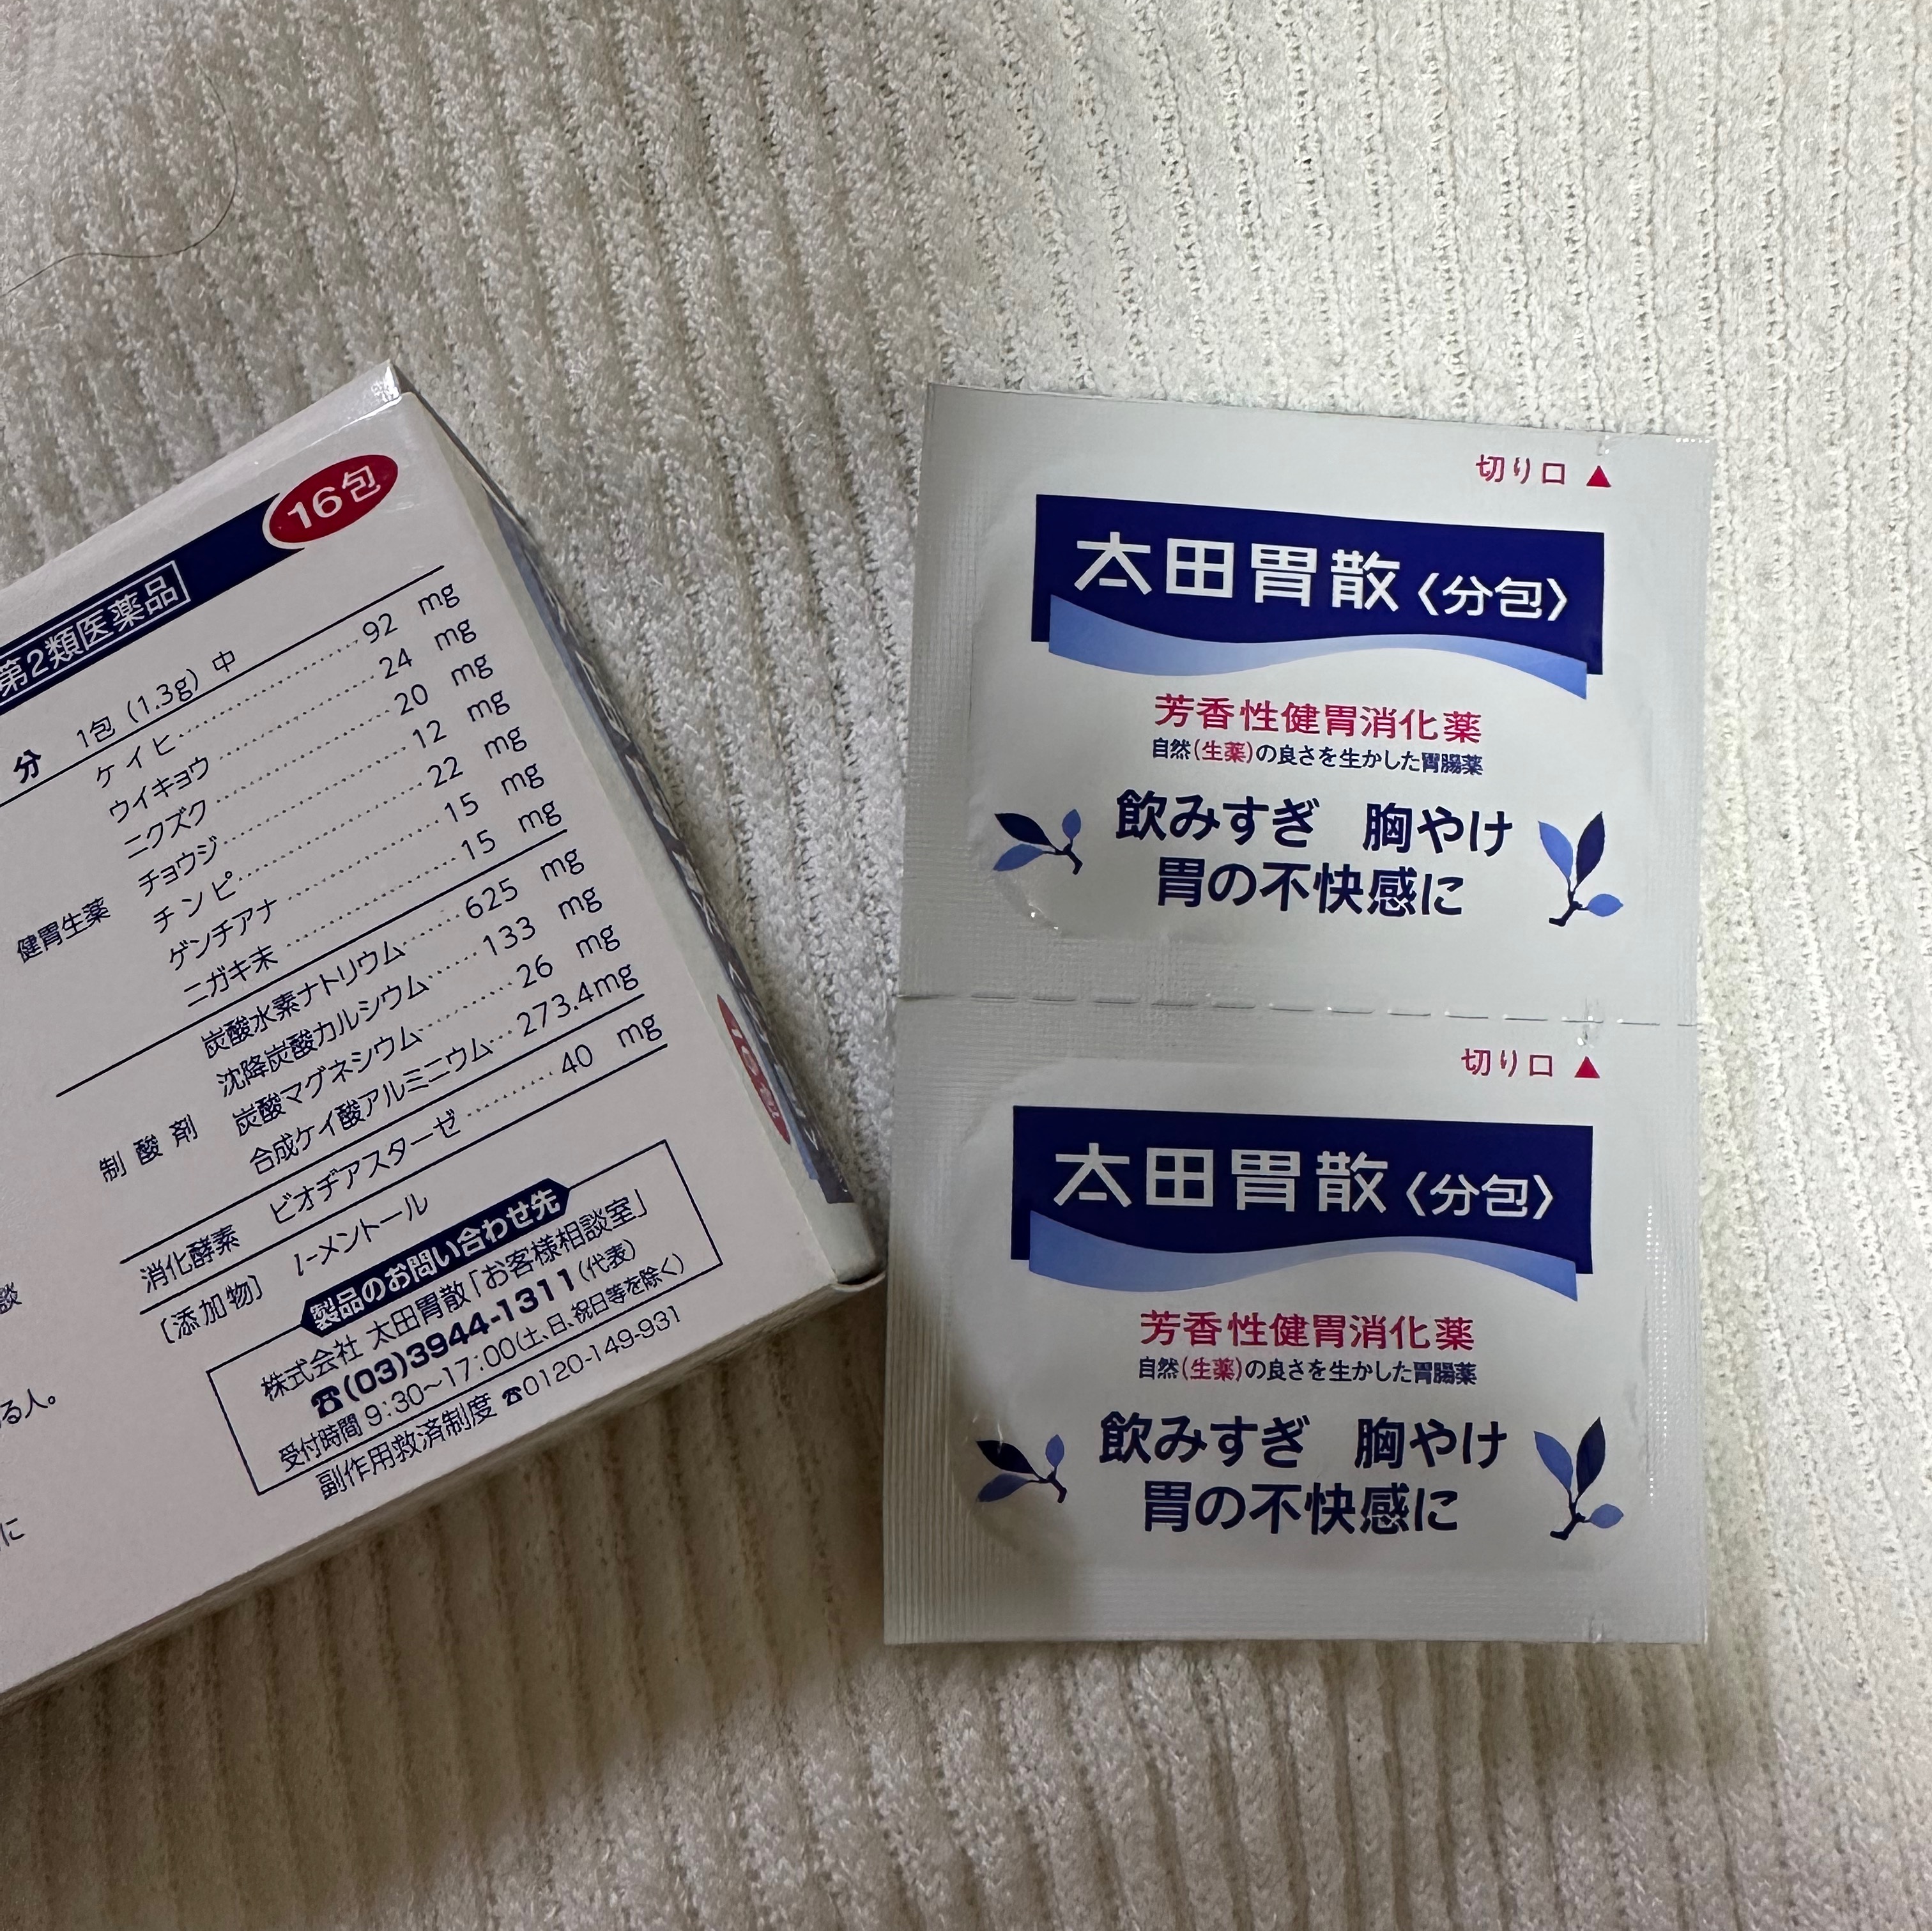 16包
第2類医薬品
分 1包(1.3g)中
健胃生薬
ケイヒ 92 mg
ウイキョウ 24 mg
ニクズク 20 mg
チョウジ 12 mg
チンピ 22 mg
ゲンチアナ 15 mg
ニガキ末 15 mg
制酸剤
炭酸水素ナトリウム 625 mg
沈降炭酸カルシウム 133 mg
炭酸マグネシウム 26 mg
合成ケイ酸アルミニウム 273.4mg
消化酵素 ビオヂアスターゼ 40 mg
[添加物] l-メントール
製品のお問い合わせ先
株式会社 太田胃散「お客様相談室」
☎(03)3944-1311(代表)
受付時間 9:30〜17:00(土、日、祝日等を除く)
副作用救済制度 ☎0120-149-931
談
る人。
に
切り口 ▲
太田胃散〈分包〉
芳香性健胃消化薬
自然(生薬)の良さを生かした胃腸薬
飲みすぎ 胸やけ
胃の不快感に
切り口 ▲
太田胃散〈分包〉
芳香性健胃消化薬
自然(生薬)の良さを生かした胃腸薬
飲みすぎ 胸やけ
胃の不快感に